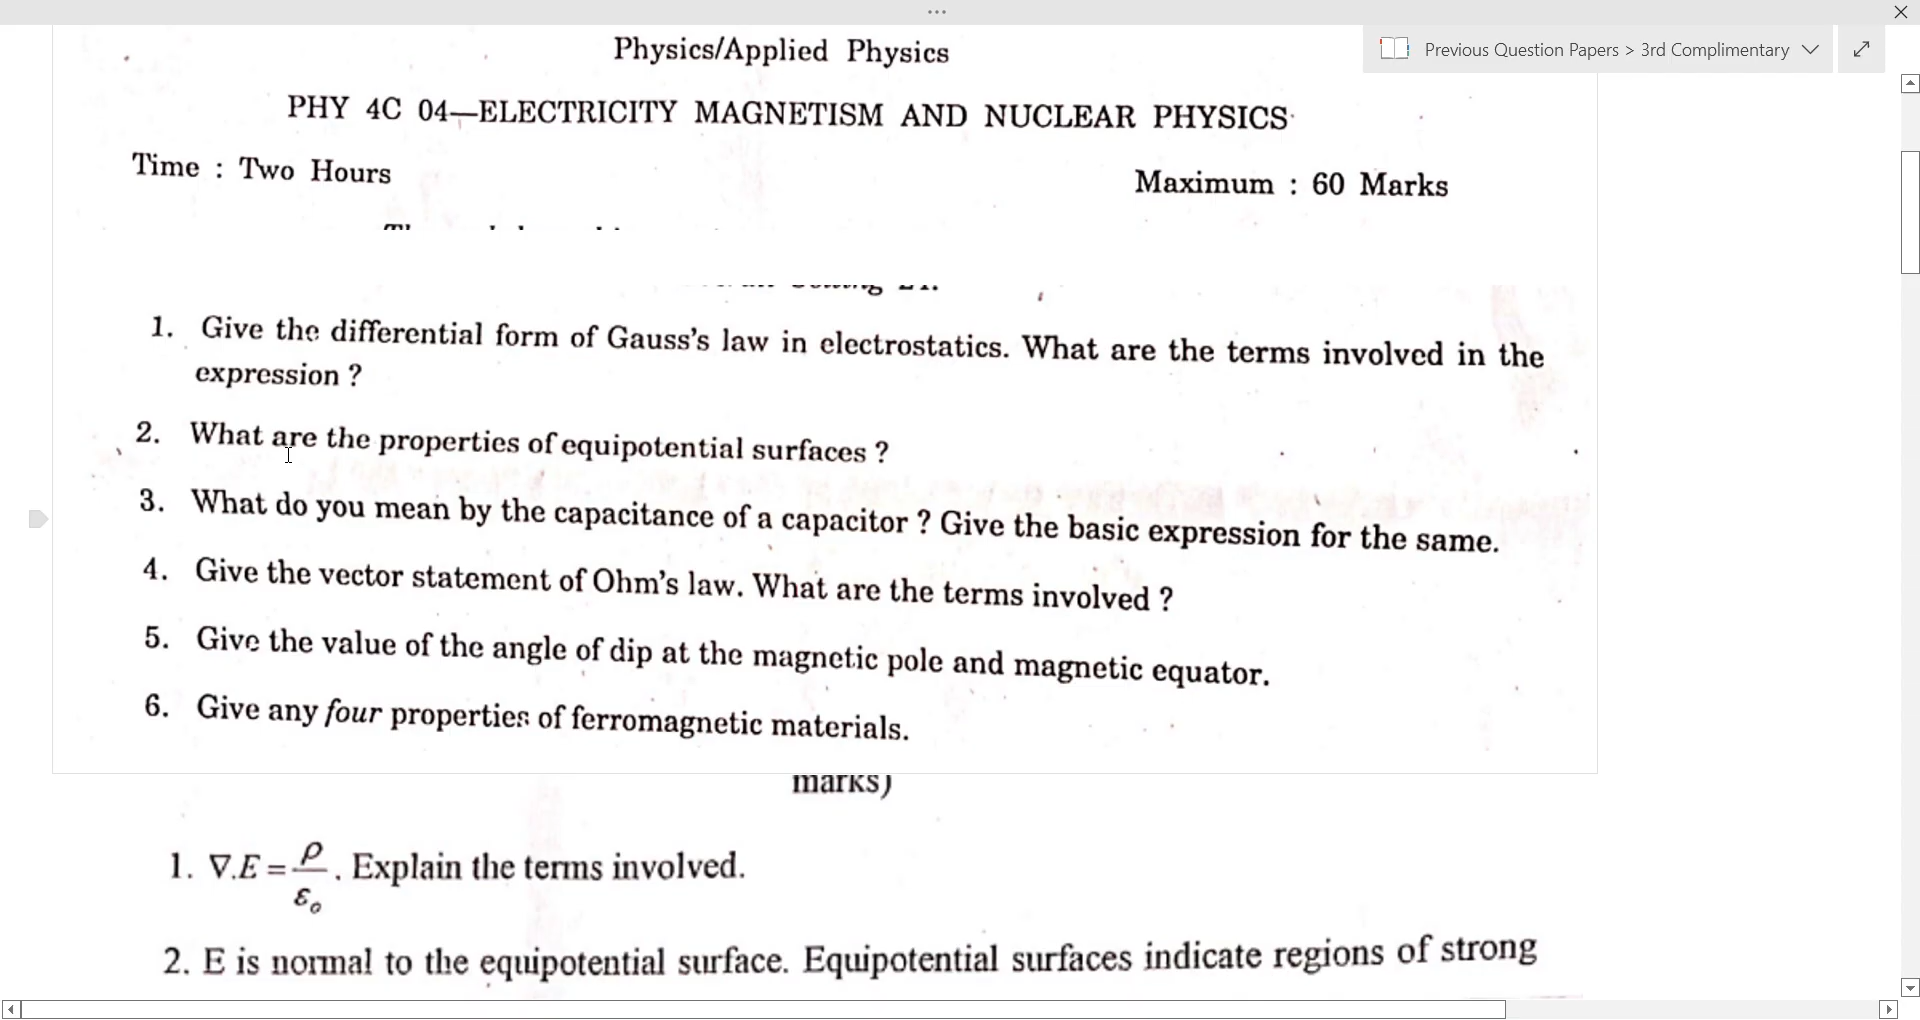 Previous Question Papers > 3rd Complimentary
Physics/Applied Physics
PHY 4C 04—ELECTRICITY MAGNETISM AND NUCLEAR PHYSICS
Time : Two Hours
Maximum : 60 Marks
1. Give the differential form of Gauss's law in electrostatics. What are the terms involved in the
expression ?
2. What are the properties of equipotential surfaces ?
3. What do you mean by the capacitance of a capacitor ? Give the basic expression for the same.
4. Give the vector statement of Ohm's law. What are the terms involved ?
5. Give the value of the angle of dip at the magnetic pole and magnetic equator.
6. Give any four properties of ferromagnetic materials.
marks)
1. ∇.E = ρ/ε₀. Explain the terms involved.
2. E is normal to the equipotential surface. Equipotential surfaces indicate regions of strong